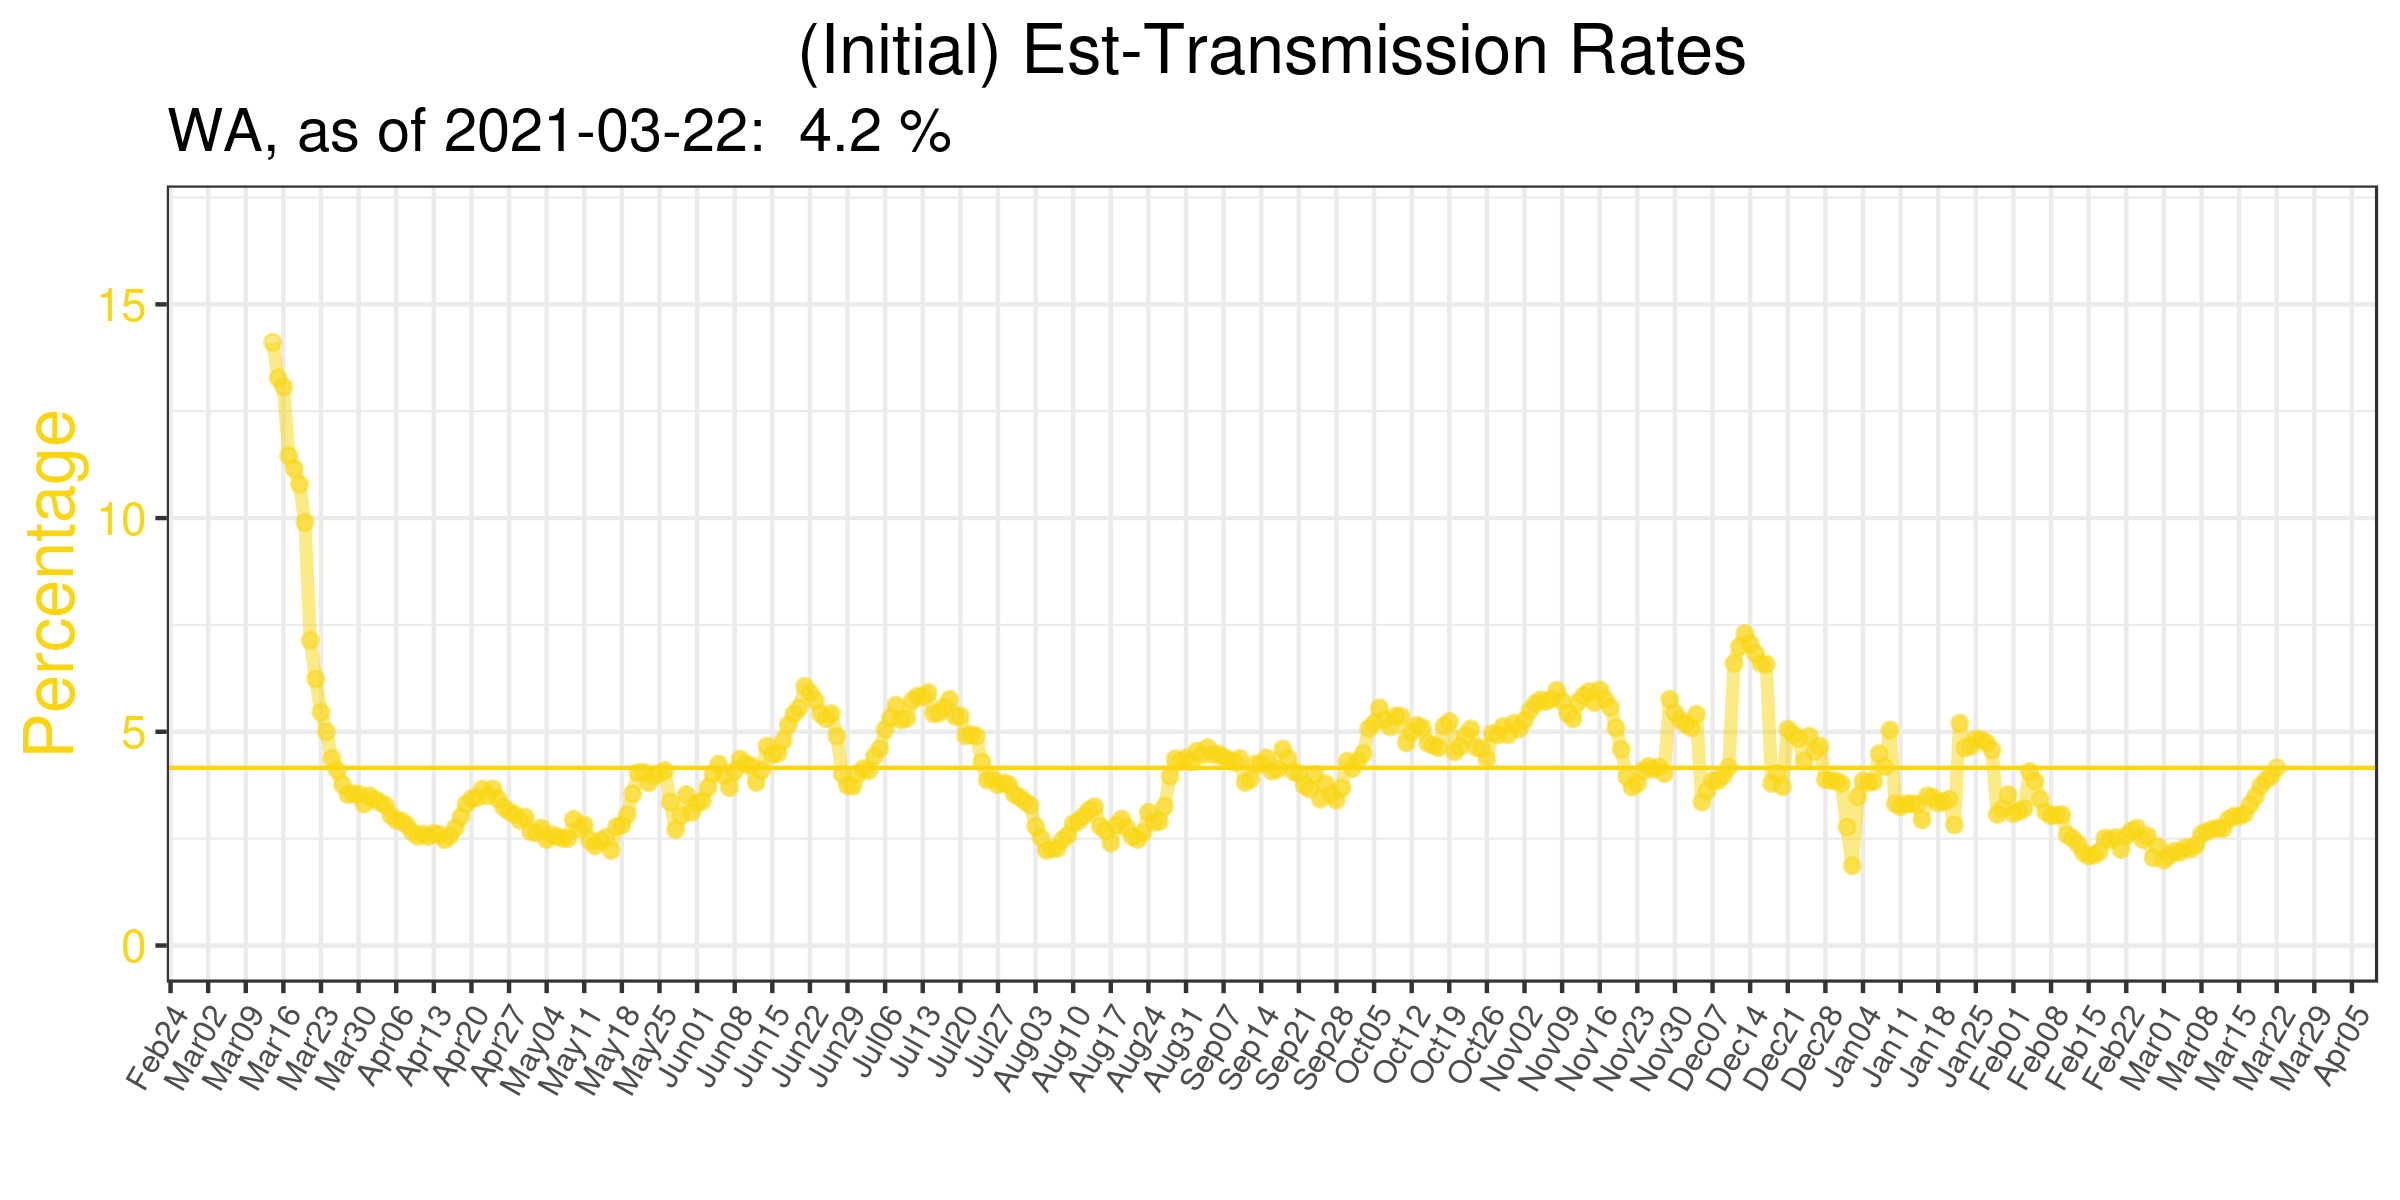 (Initial) Est-Transmission Rates
WA, as of 2021-03-22:  4.2 %
Percentage
15
10
5
0
Feb24
Mar02
Mar09
Mar16
Mar23
Mar30
Apr06
Apr13
Apr20
Apr27
May04
May11
May18
May25
Jun01
Jun08
Jun15
Jun22
Jun29
Jul06
Jul13
Jul20
Jul27
Aug03
Aug10
Aug17
Aug24
Aug31
Sep07
Sep14
Sep21
Sep28
Oct05
Oct12
Oct19
Oct26
Nov02
Nov09
Nov16
Nov23
Nov30
Dec07
Dec14
Dec21
Dec28
Jan04
Jan11
Jan18
Jan25
Feb01
Feb08
Feb15
Feb22
Mar01
Mar08
Mar15
Mar22
Mar29
Apr05